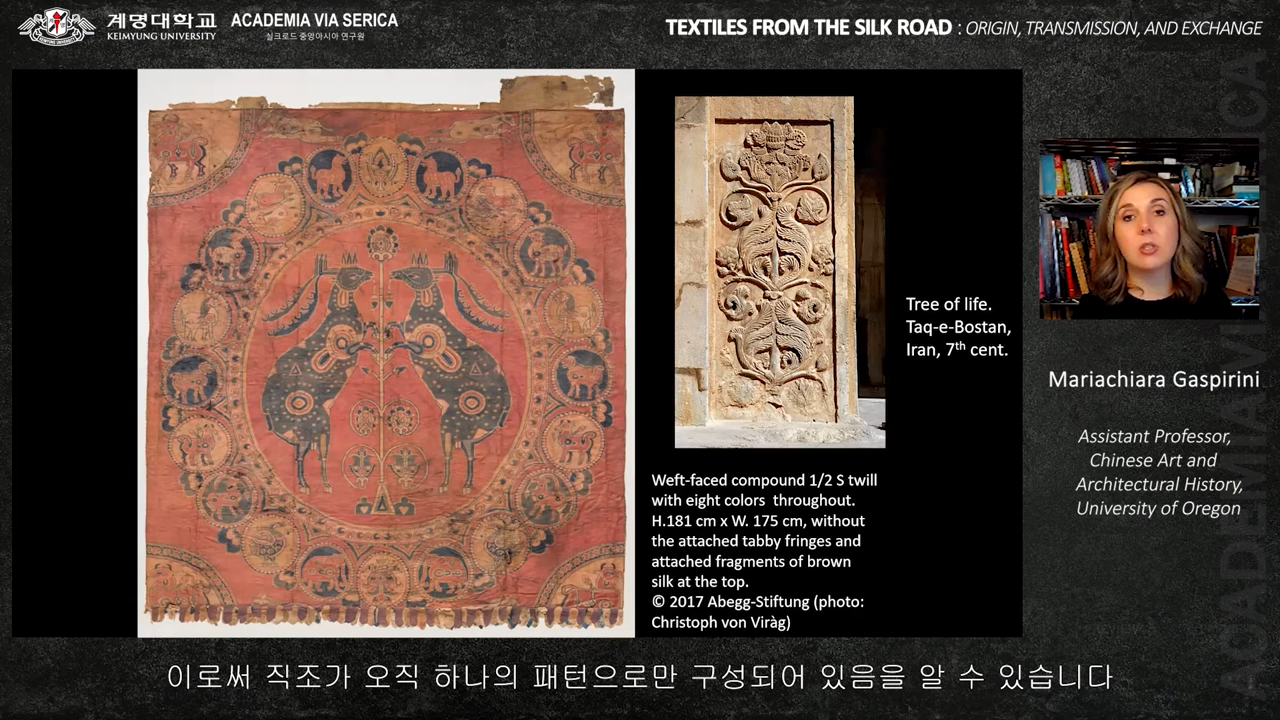 계명대학교
KEIMYUNG UNIVERSITY
ACADEMIA VIA SERICA
실크로드 중앙아시아 연구원
TEXTILES FROM THE SILK ROAD : ORIGIN, TRANSMISSION, AND EXCHANGE
Tree of life.
Taq-e-Bostan,
Iran, 7th cent.
Weft-faced compound 1/2 S twill
with eight colors throughout.
H.181 cm x W. 175 cm, without
the attached tabby fringes and
attached fragments of brown
silk at the top.
© 2017 Abegg-Stiftung (photo:
Christoph von Viràg)
Mariachiara Gaspirini
Assistant Professor,
Chinese Art and
Architectural History,
University of Oregon
ACADEMIA VIA SERICA
이로써 직조가 오직 하나의 패턴으로만 구성되어 있음을 알 수 있습니다